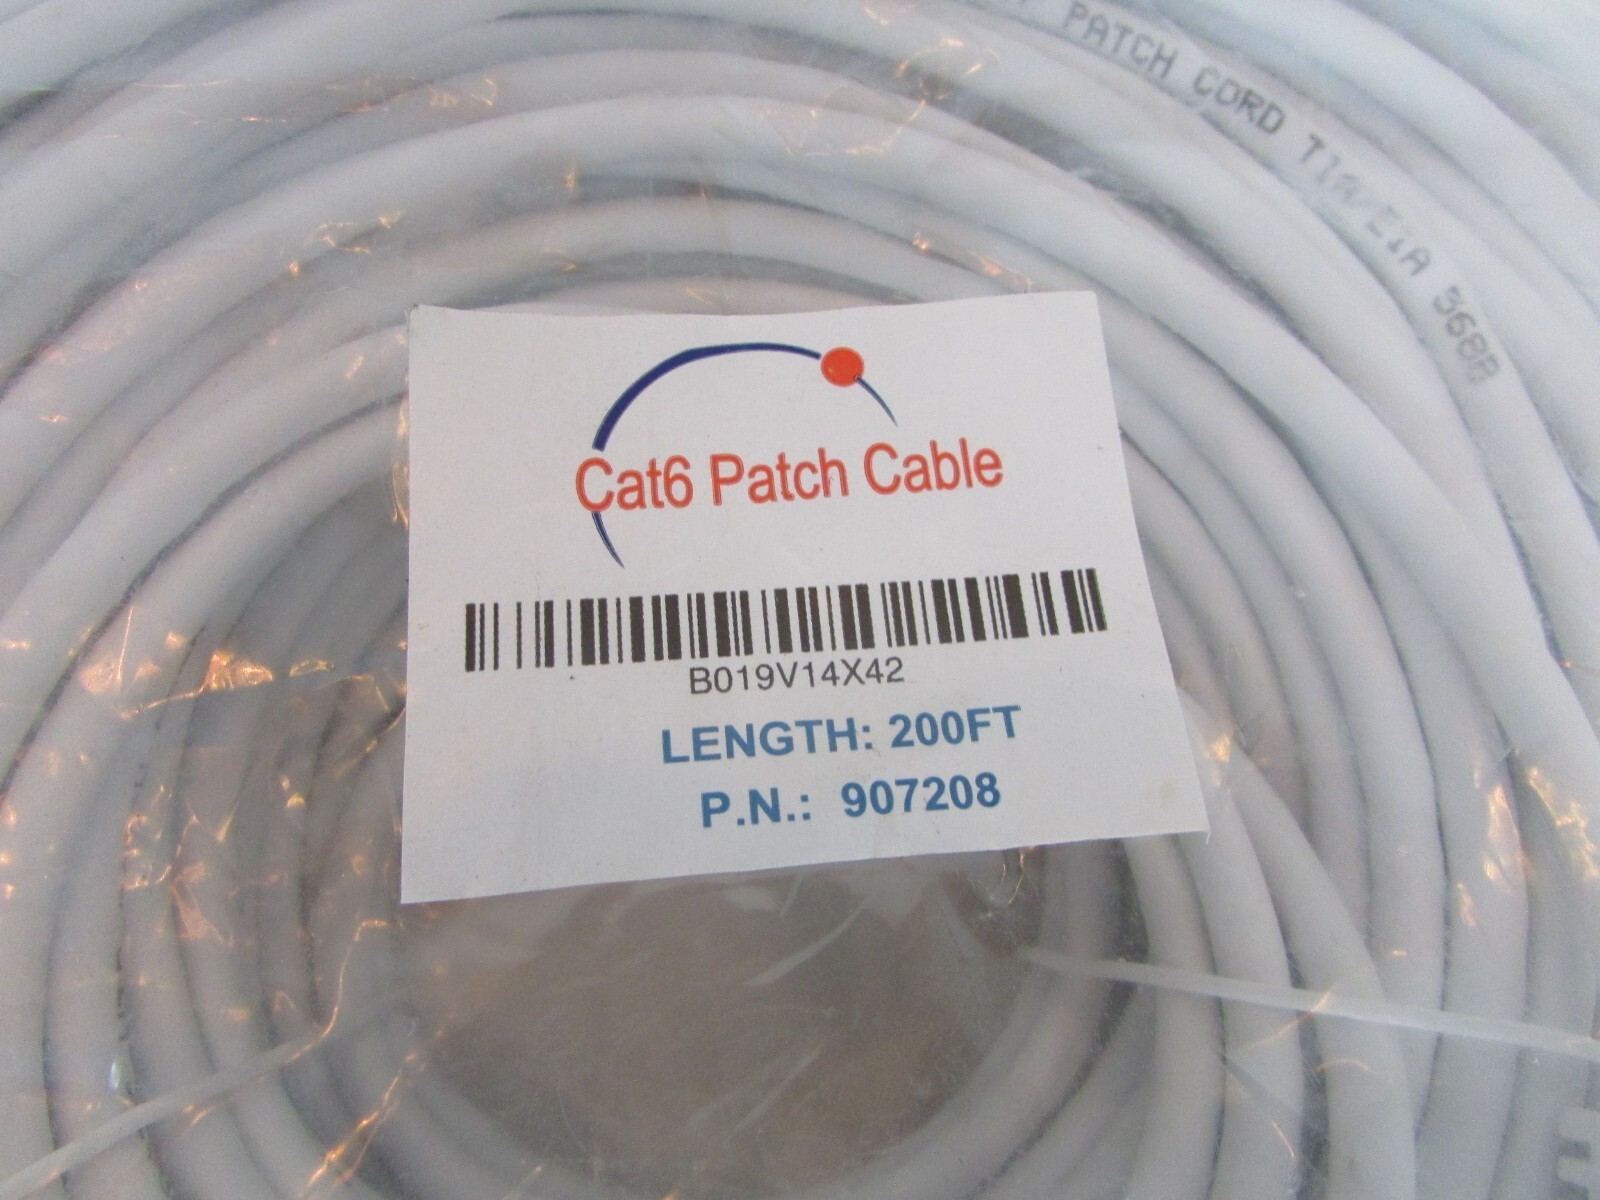 PATCH CORD TIA/EIA 568B
Cat6 Patch Cable
B019V14X42
LENGTH: 200FT
P.N.: 907208